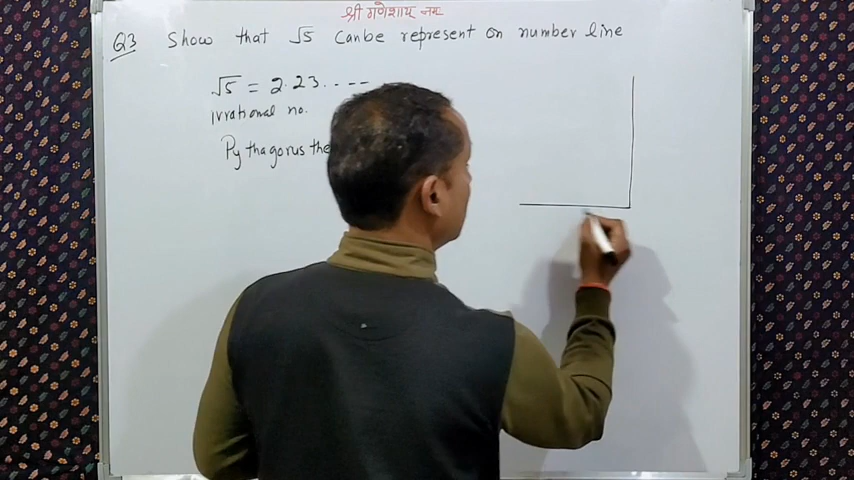 श्री गणेशाय नमः
Q3 Show that √5 Canbe represent on number line
√5 = 2.23....--
irrational no.
Pythagorus the